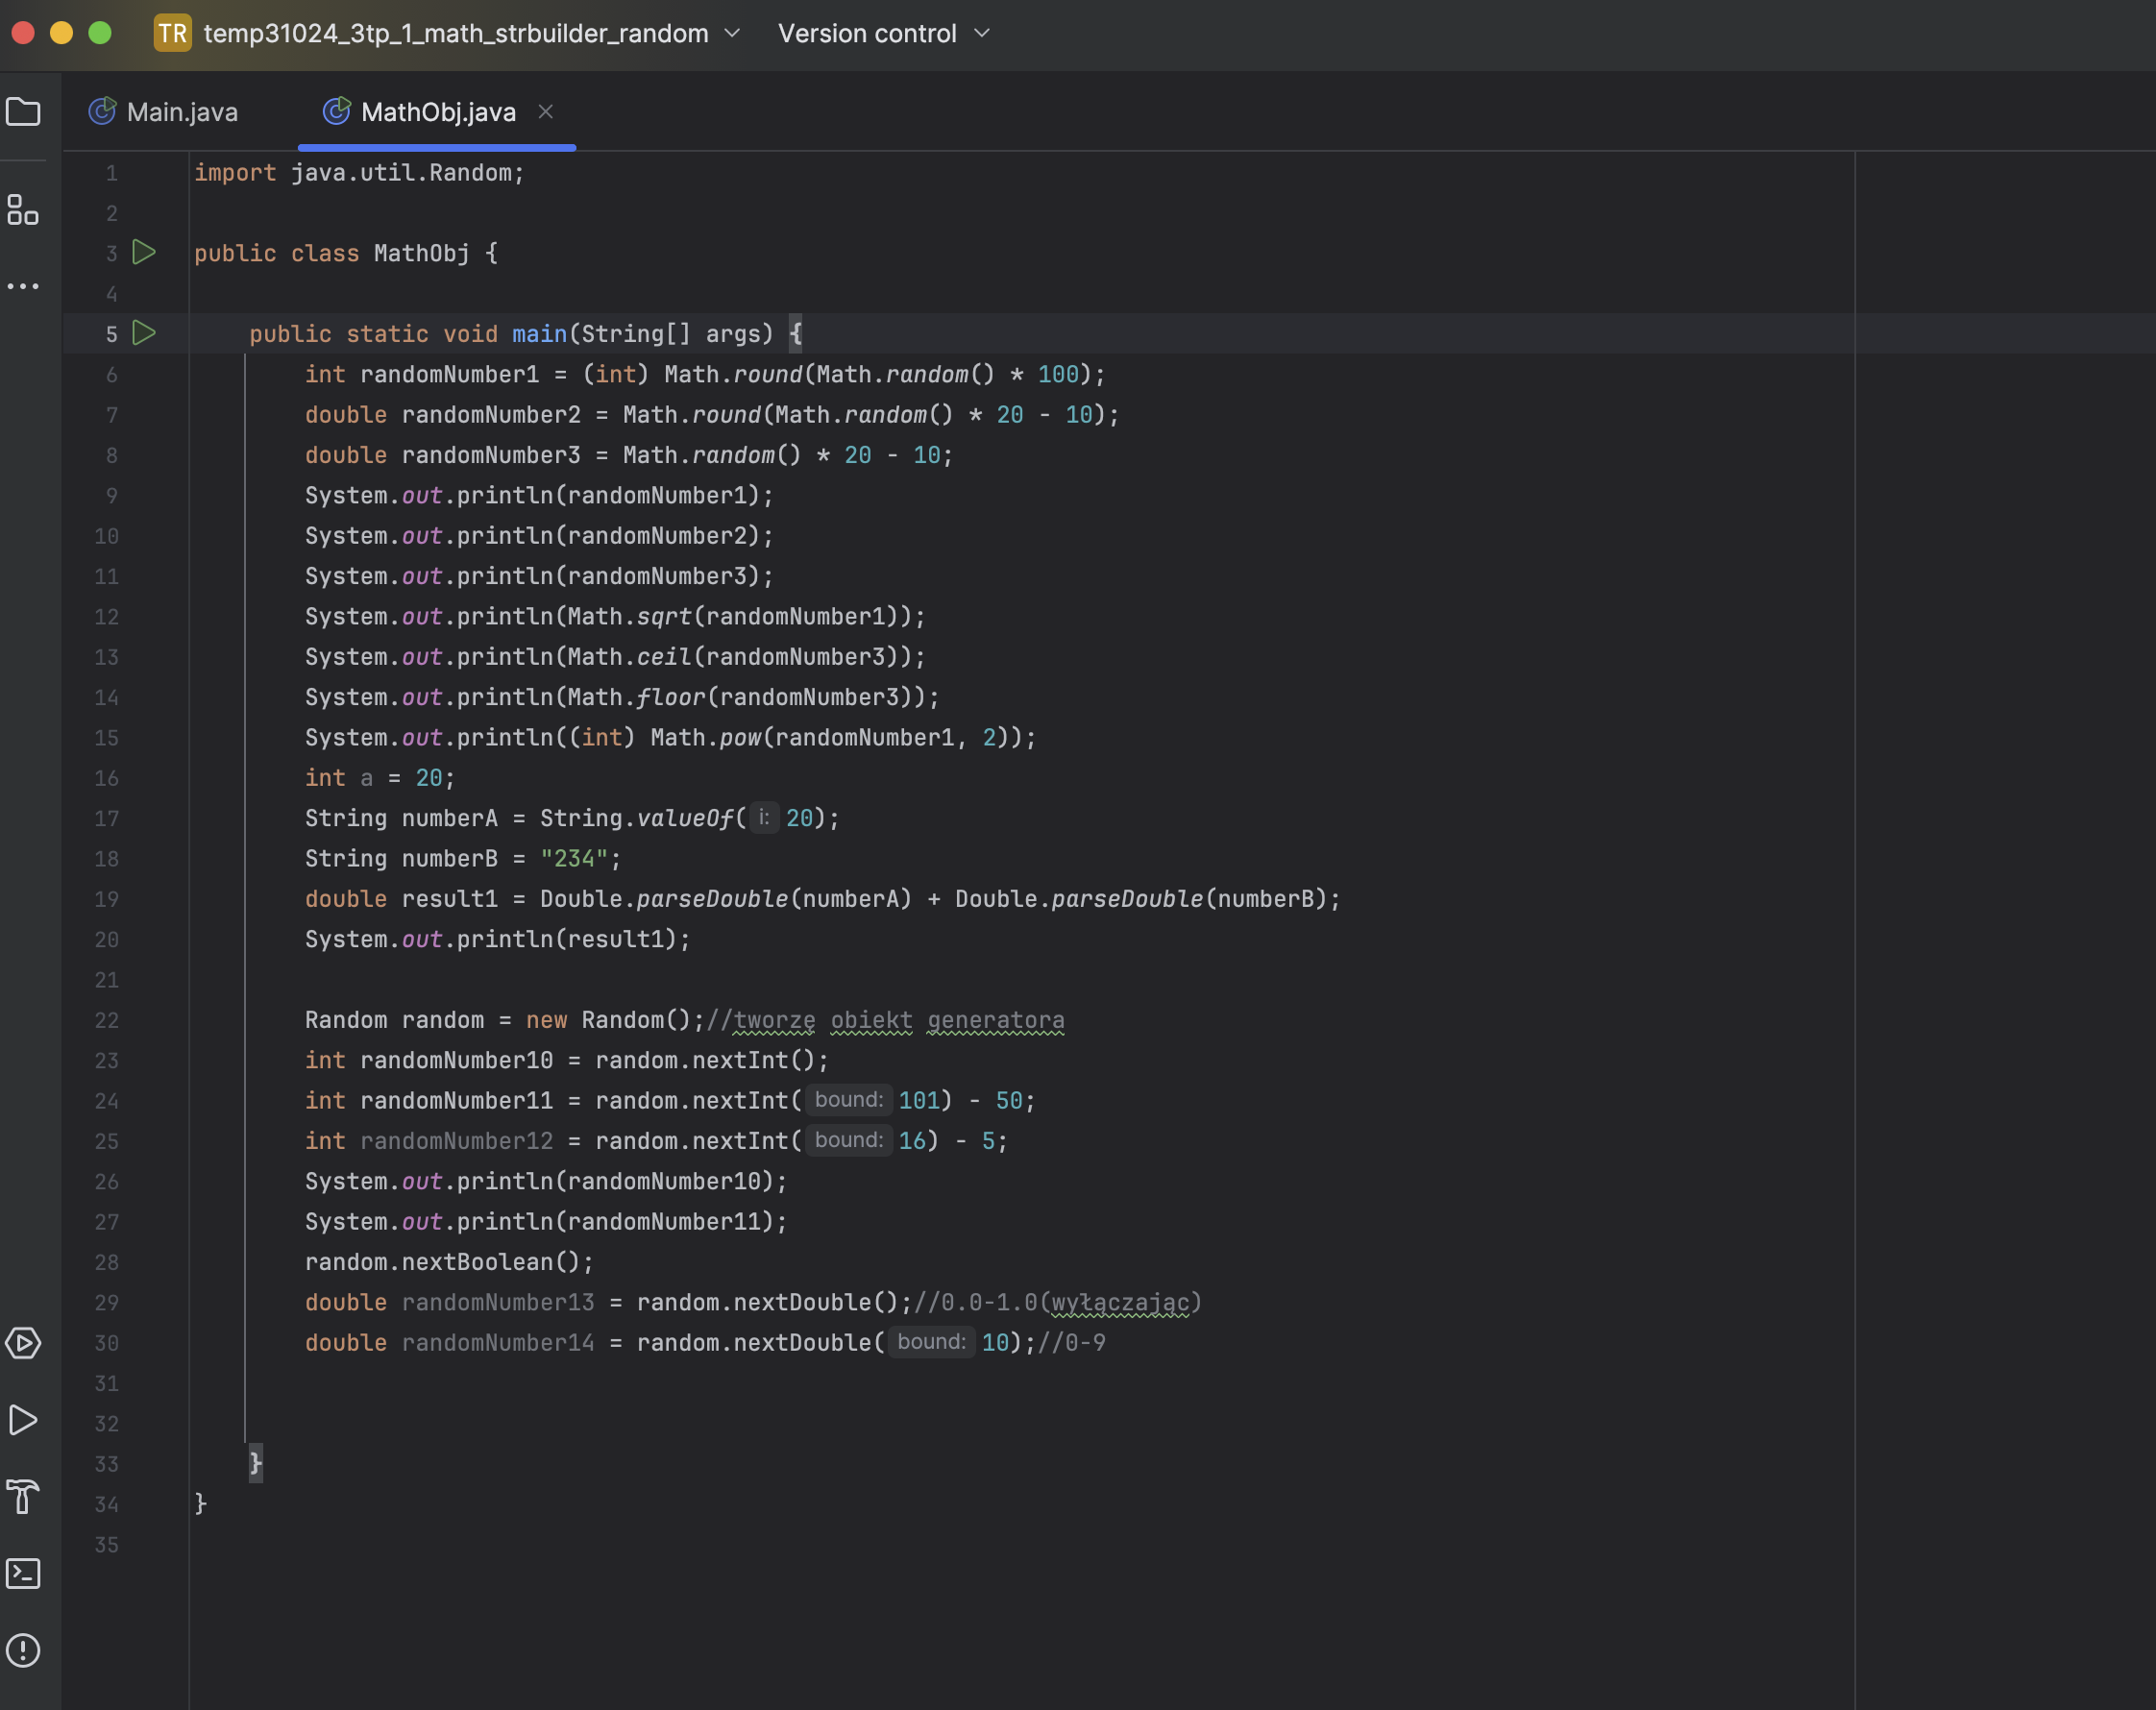 TR temp31024_3tp_1_math_strbuilder_random Version control
Main.java MathObj.java
1 import java.util.Random;
2
3 public class MathObj {
4
5 public static void main(String[] args) {
6 int randomNumber1 = (int) Math.round(Math.random() * 100);
7 double randomNumber2 = Math.round(Math.random() * 20 - 10);
8 double randomNumber3 = Math.random() * 20 - 10;
9 System.out.println(randomNumber1);
10 System.out.println(randomNumber2);
11 System.out.println(randomNumber3);
12 System.out.println(Math.sqrt(randomNumber1));
13 System.out.println(Math.ceil(randomNumber3));
14 System.out.println(Math.floor(randomNumber3));
15 System.out.println((int) Math.pow(randomNumber1, 2));
16 int a = 20;
17 String numberA = String.valueOf( i: 20);
18 String numberB = "234";
19 double result1 = Double.parseDouble(numberA) + Double.parseDouble(numberB);
20 System.out.println(result1);
21
22 Random random = new Random();//tworzę obiekt generatora
23 int randomNumber10 = random.nextInt();
24 int randomNumber11 = random.nextInt( bound: 101) - 50;
25 int randomNumber12 = random.nextInt( bound: 16) - 5;
26 System.out.println(randomNumber10);
27 System.out.println(randomNumber11);
28 random.nextBoolean();
29 double randomNumber13 = random.nextDouble();//0.0-1.0(wyłączając)
30 double randomNumber14 = random.nextDouble( bound: 10);//0-9
31
32
33 }
34 }
35